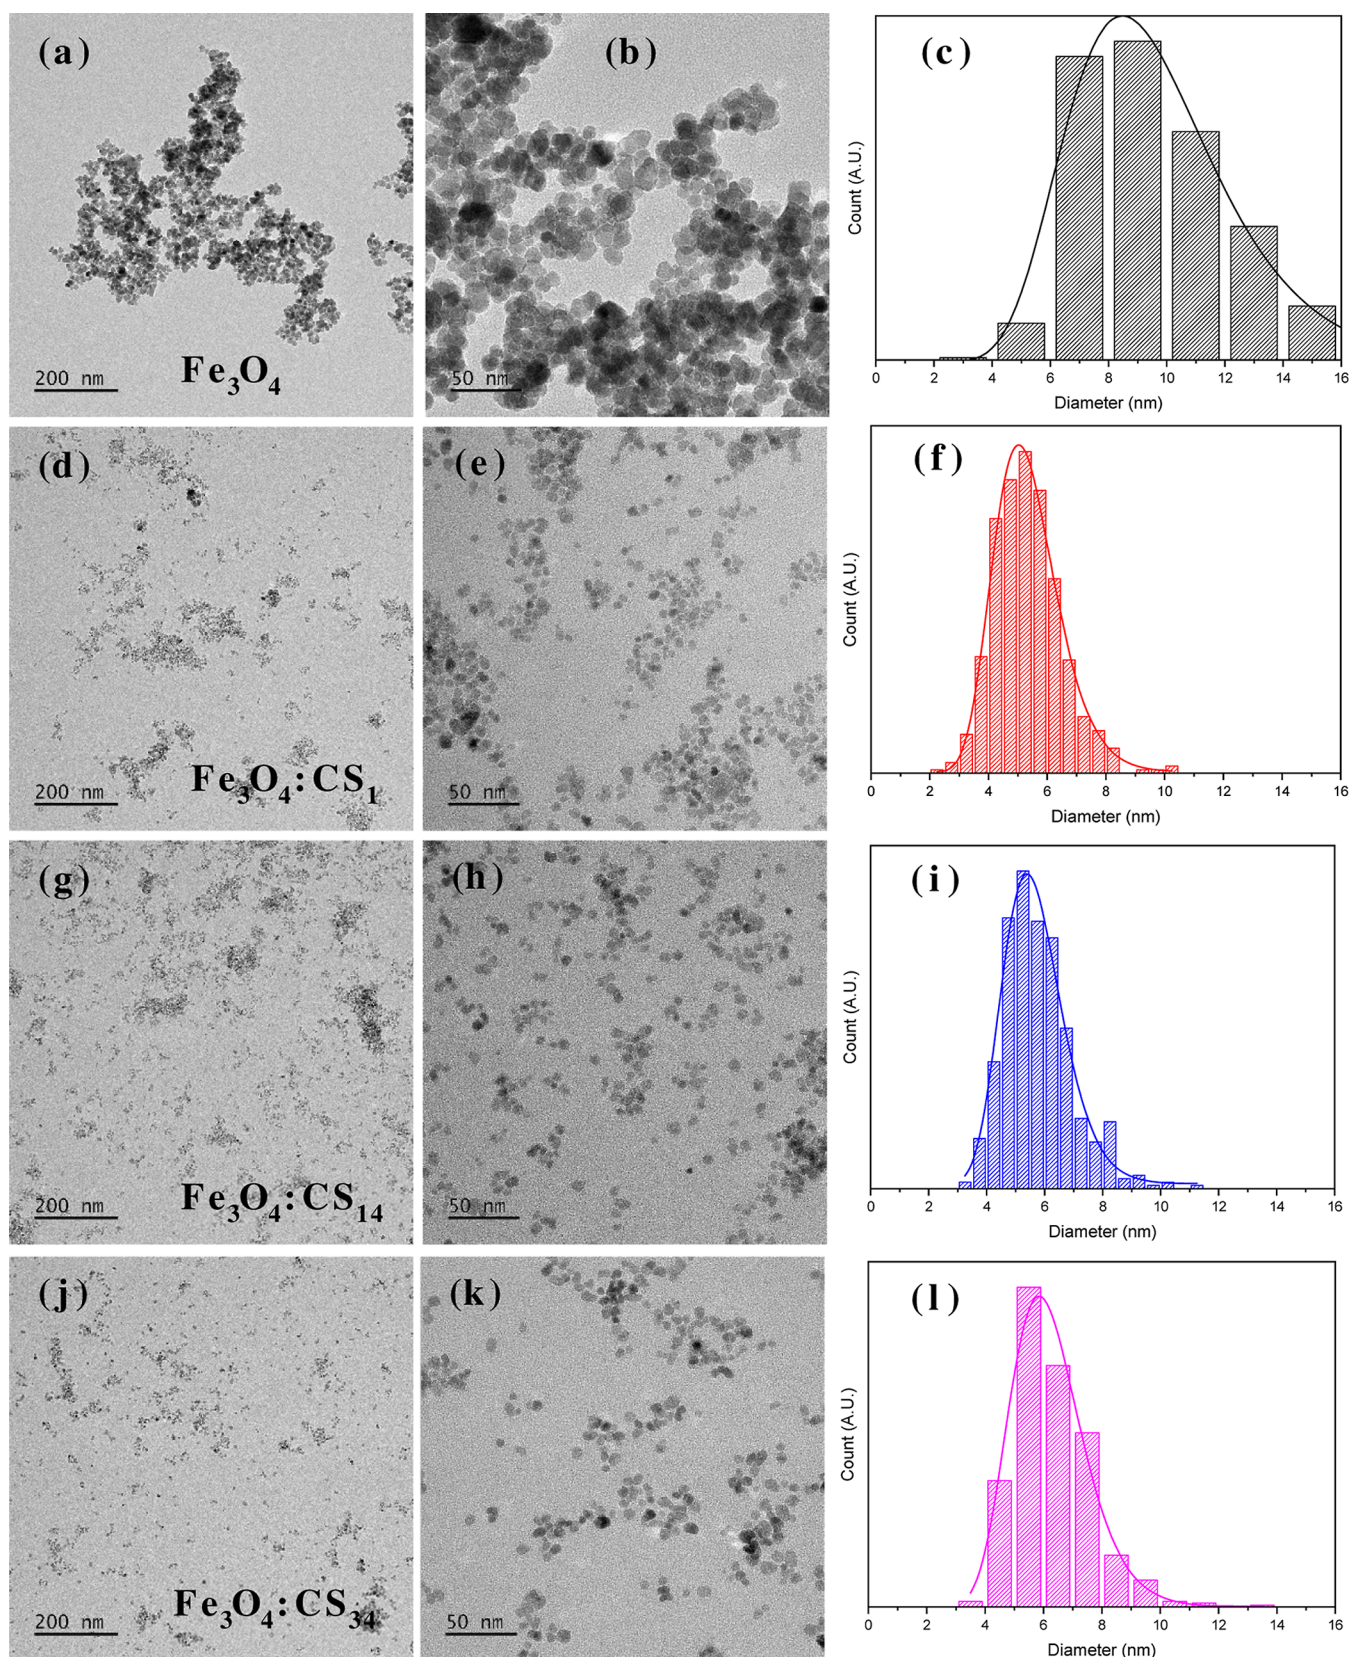 (a)
200 nm
Fe₃O₄
(b)
50 nm
(c)
Count (A.U.)
0 2 4 6 8 10 12 14 16
Diameter (nm)
(d)
200 nm
Fe₃O₄:CS₁
(e)
50 nm
(f)
Count (A.U.)
0 2 4 6 8 10 12 14 16
Diameter (nm)
(g)
200 nm
Fe₃O₄:CS₁₄
(h)
50 nm
(i)
Count (A.U.)
0 2 4 6 8 10 12 14 16
Diameter (nm)
(j)
200 nm
Fe₃O₄:CS₃₄
(k)
50 nm
(l)
Count (A.U.)
0 2 4 6 8 10 12 14 16
Diameter (nm)